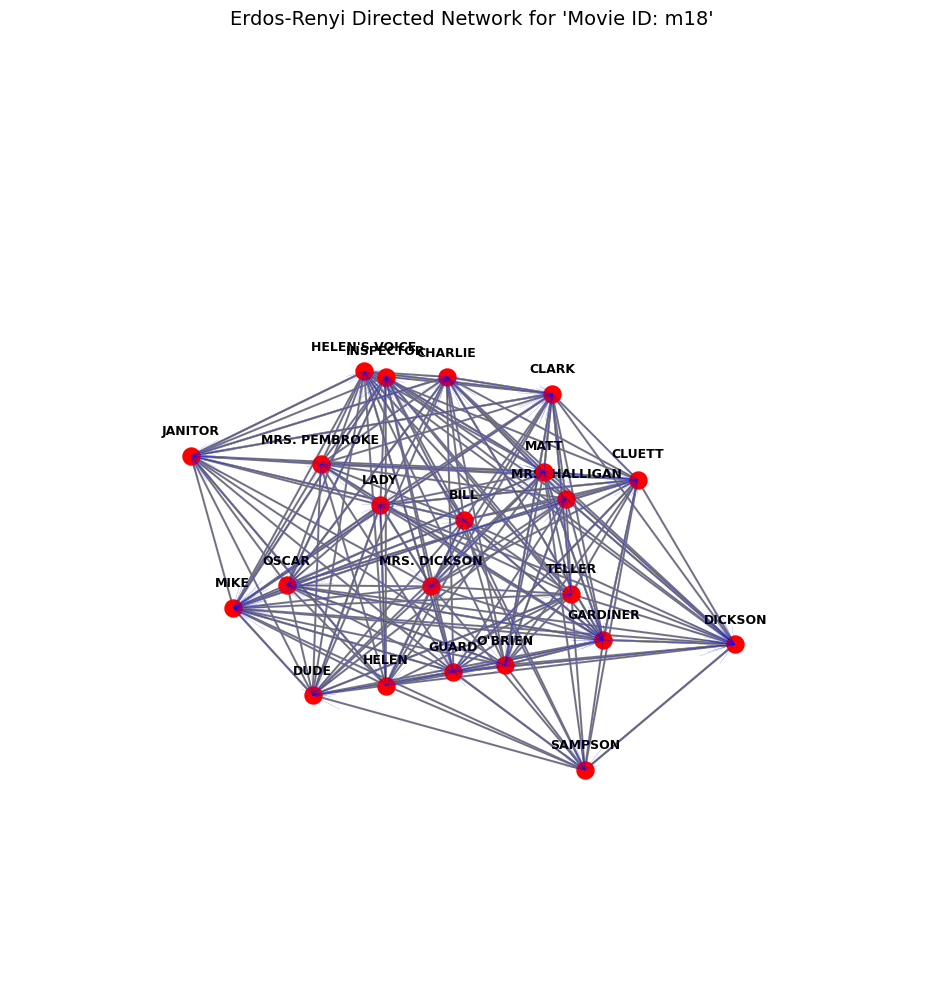 Erdos-Renyi Directed Network for 'Movie ID: m18'
HELEN'S VOICE
INSPECTOR
CHARLIE
CLARK
JANITOR
MRS. PEMBROKE
MATT
CLUETT
LADY
MRS. HALLIGAN
BILL
OSCAR
MRS. DICKSON
TELLER
MIKE
GARDINER
DICKSON
O'BRIEN
GUARD
HELEN
DUDE
SAMPSON